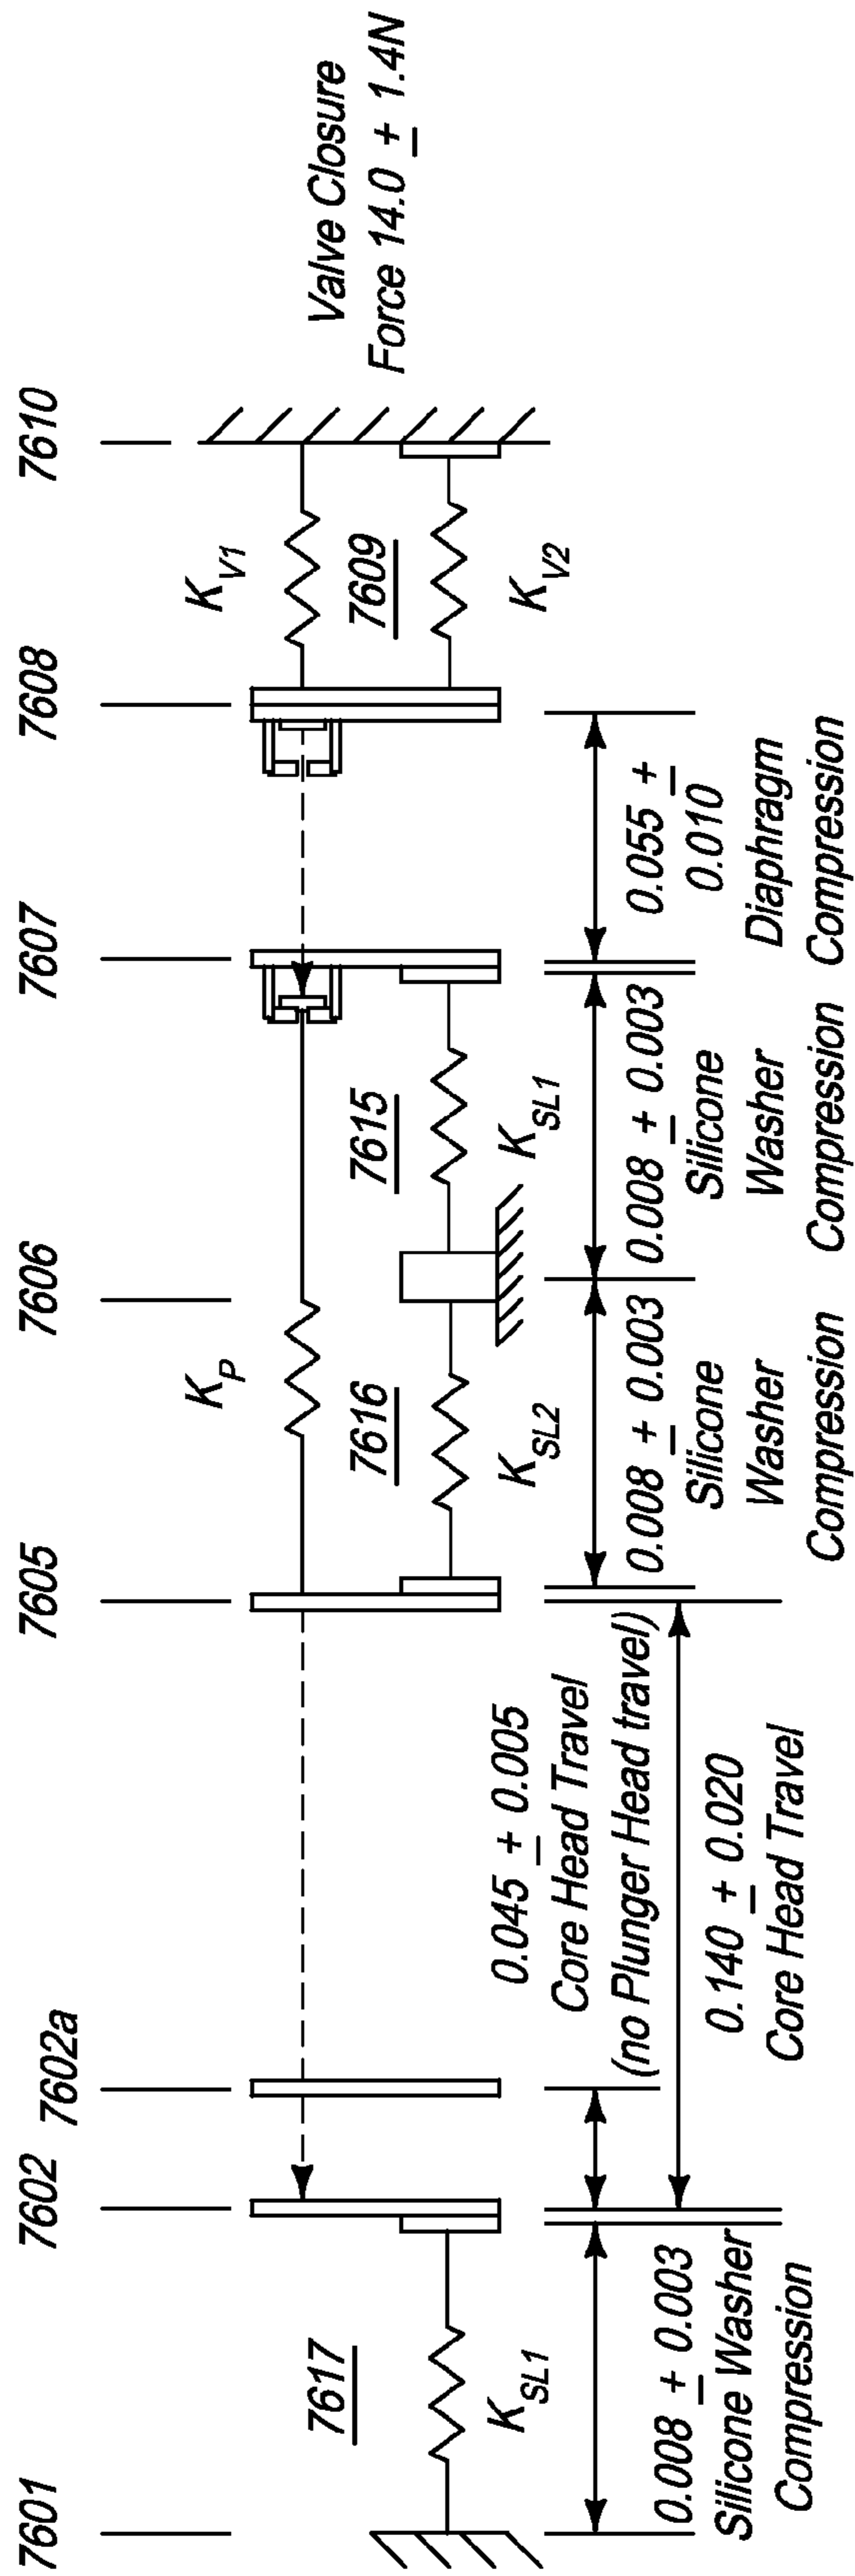 7601
7602
7602a
7605
7606
7607
7608
7610
Valve Closure
Force 14.0 ± 1.4N
7617
K_SL1
K_P
7616
K_SL2
7615
K_SL1
K_V1
7609
K_V2
0.008 ± 0.003
Silicone Washer
Compression
0.045 ± 0.005
Core Head Travel
(no Plunger Head travel)
0.140 ± 0.020
Core Head Travel
0.008 ± 0.003
Silicone
Washer
Compression
0.008 ± 0.003
Silicone
Washer
Compression
0.055 ±
0.010
Diaphragm
Compression